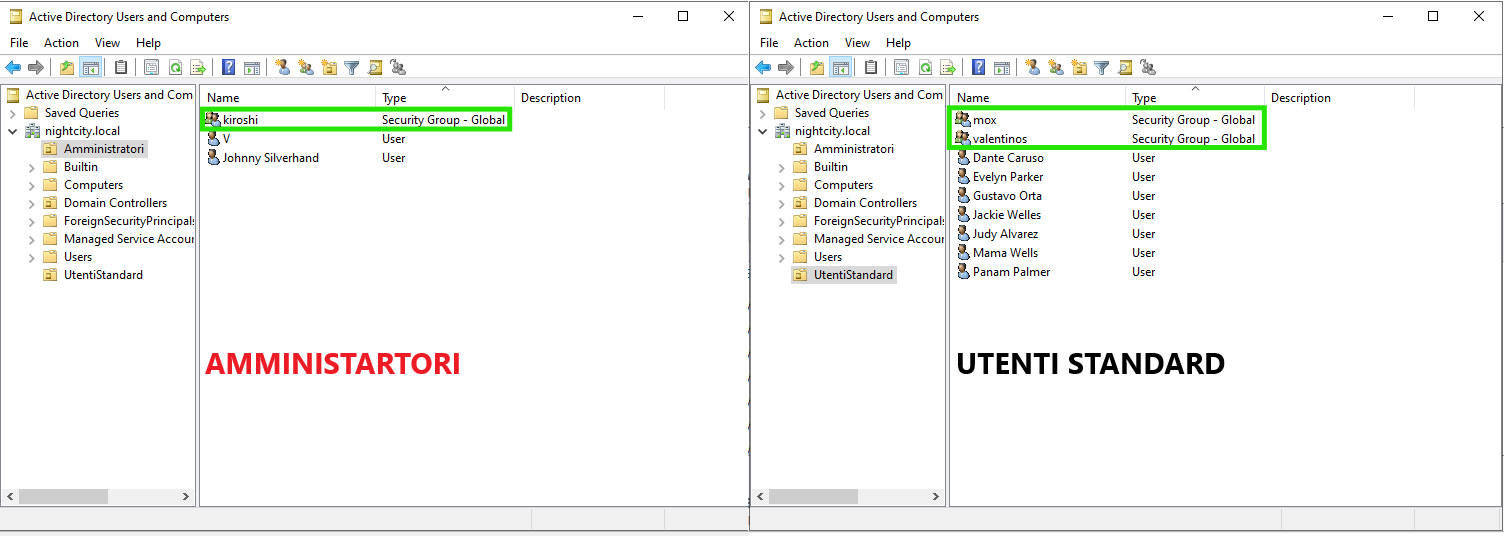 Active Directory Users and Computers
File Action View Help
Active Directory Users and Com
Saved Queries
nightcity.local
Amministratori
Builtin
Computers
Domain Controllers
ForeignSecurityPrincipals
Managed Service Accour
Users
UtentiStandard
Name Type Description
kiroshi Security Group - Global
V User
Johnny Silverhand User
AMMINISTARTORI
Active Directory Users and Computers
File Action View Help
Active Directory Users and Com
Saved Queries
nightcity.local
Amministratori
Builtin
Computers
Domain Controllers
ForeignSecurityPrincipals
Managed Service Accour
Users
UtentiStandard
Name Type Description
mox Security Group - Global
valentinos Security Group - Global
Dante Caruso User
Evelyn Parker User
Gustavo Orta User
Jackie Welles User
Judy Alvarez User
Mama Wells User
Panam Palmer User
UTENTI STANDARD